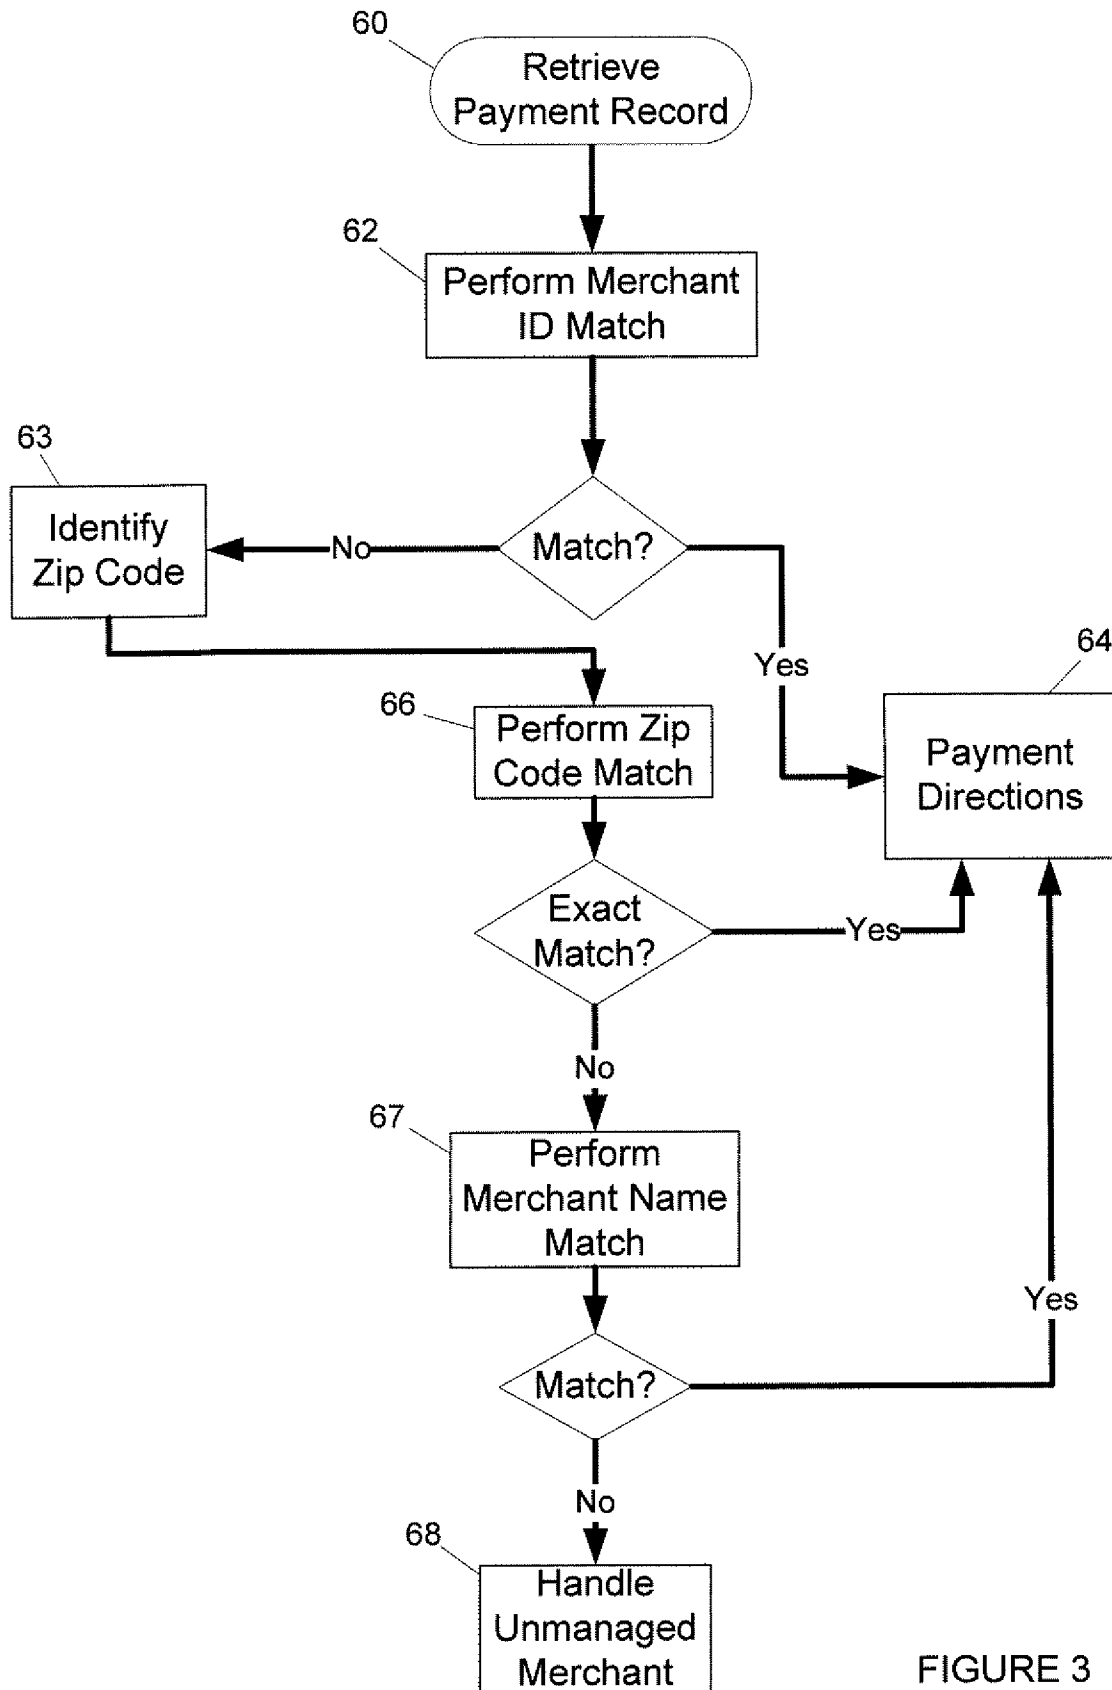 60
Retrieve
Payment Record
62
Perform Merchant
ID Match
63
Identify
Zip Code
No
Match?
Yes
64
Payment
Directions
66
Perform Zip
Code Match
Exact
Match?
Yes
No
67
Perform
Merchant Name
Match
Yes
Match?
No
68
Handle
Unmanaged
Merchant
FIGURE 3